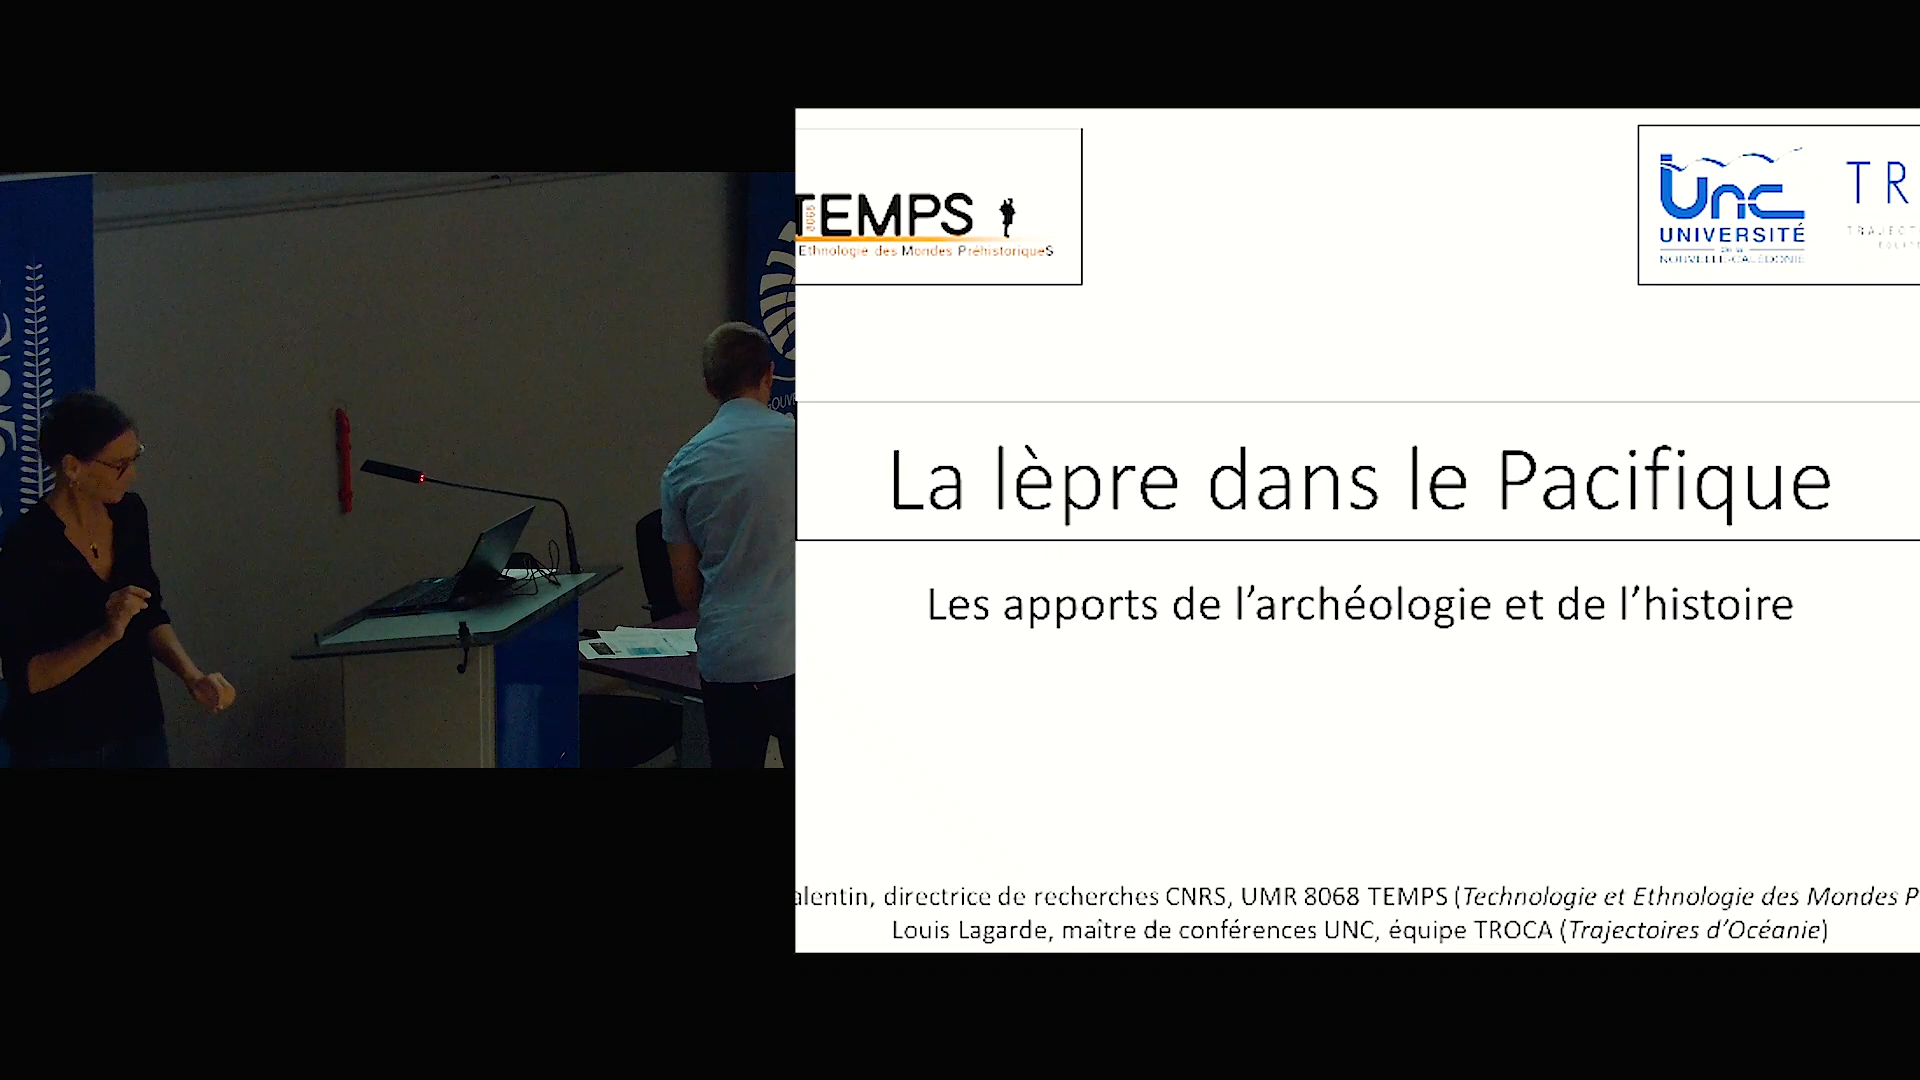 TEMPS
8068
Ethnologie des Mondes PréhistoriqueS
Unc
UNIVERSITÉ
DE LA
NOUVELLE-CALÉDONIE
TR
TRAJECT
La lèpre dans le Pacifique
Les apports de l’archéologie et de l’histoire
alentin, directrice de recherches CNRS, UMR 8068 TEMPS (Technologie et Ethnologie des Mondes P
Louis Lagarde, maître de conférences UNC, équipe TROCA (Trajectoires d’Océanie)